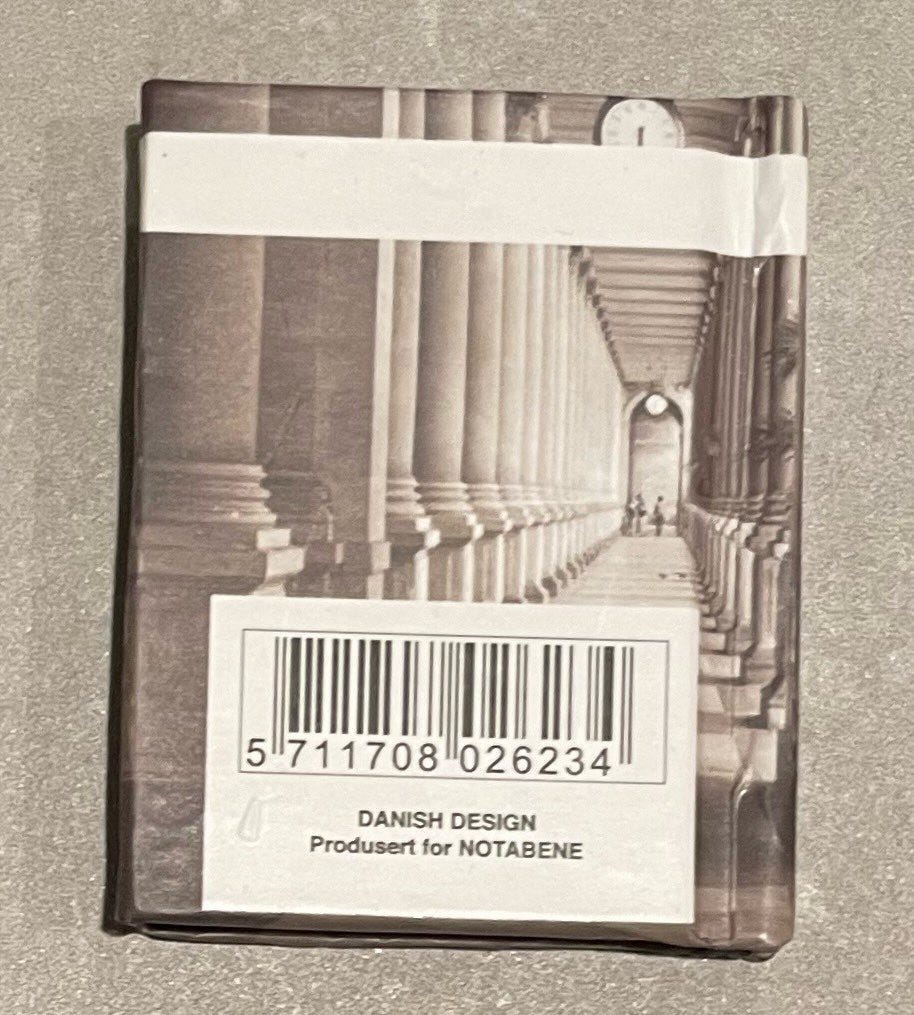 5 711708 026234
DANISH DESIGN
Produsert for NOTABENE